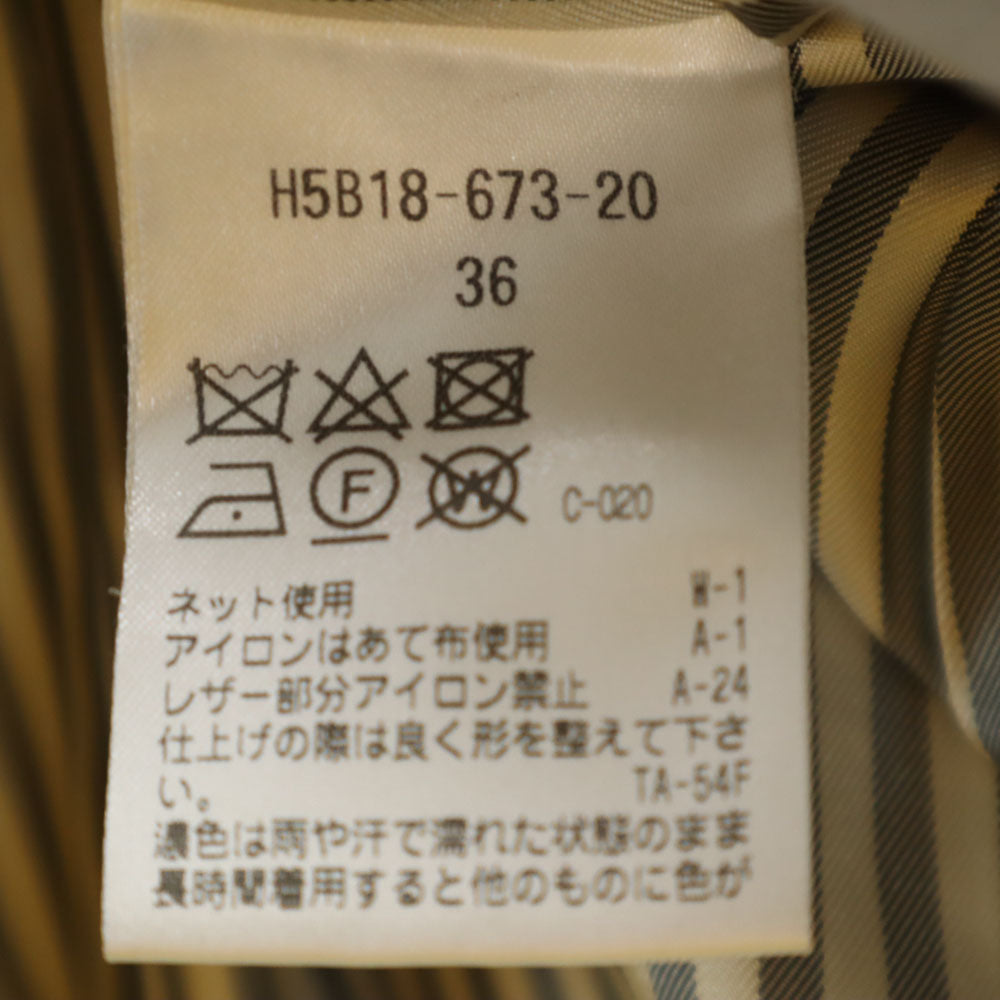 H5B18-673-20
36
F W C-020
ネット使用 W-1
アイロンはあて布使用 A-1
レザー部分アイロン禁止 A-24
仕上げの際は良く形を整えて下さ
い。 TA-54F
濃色は雨や汗で濡れた状態のまま
長時間着用すると他のものに色が